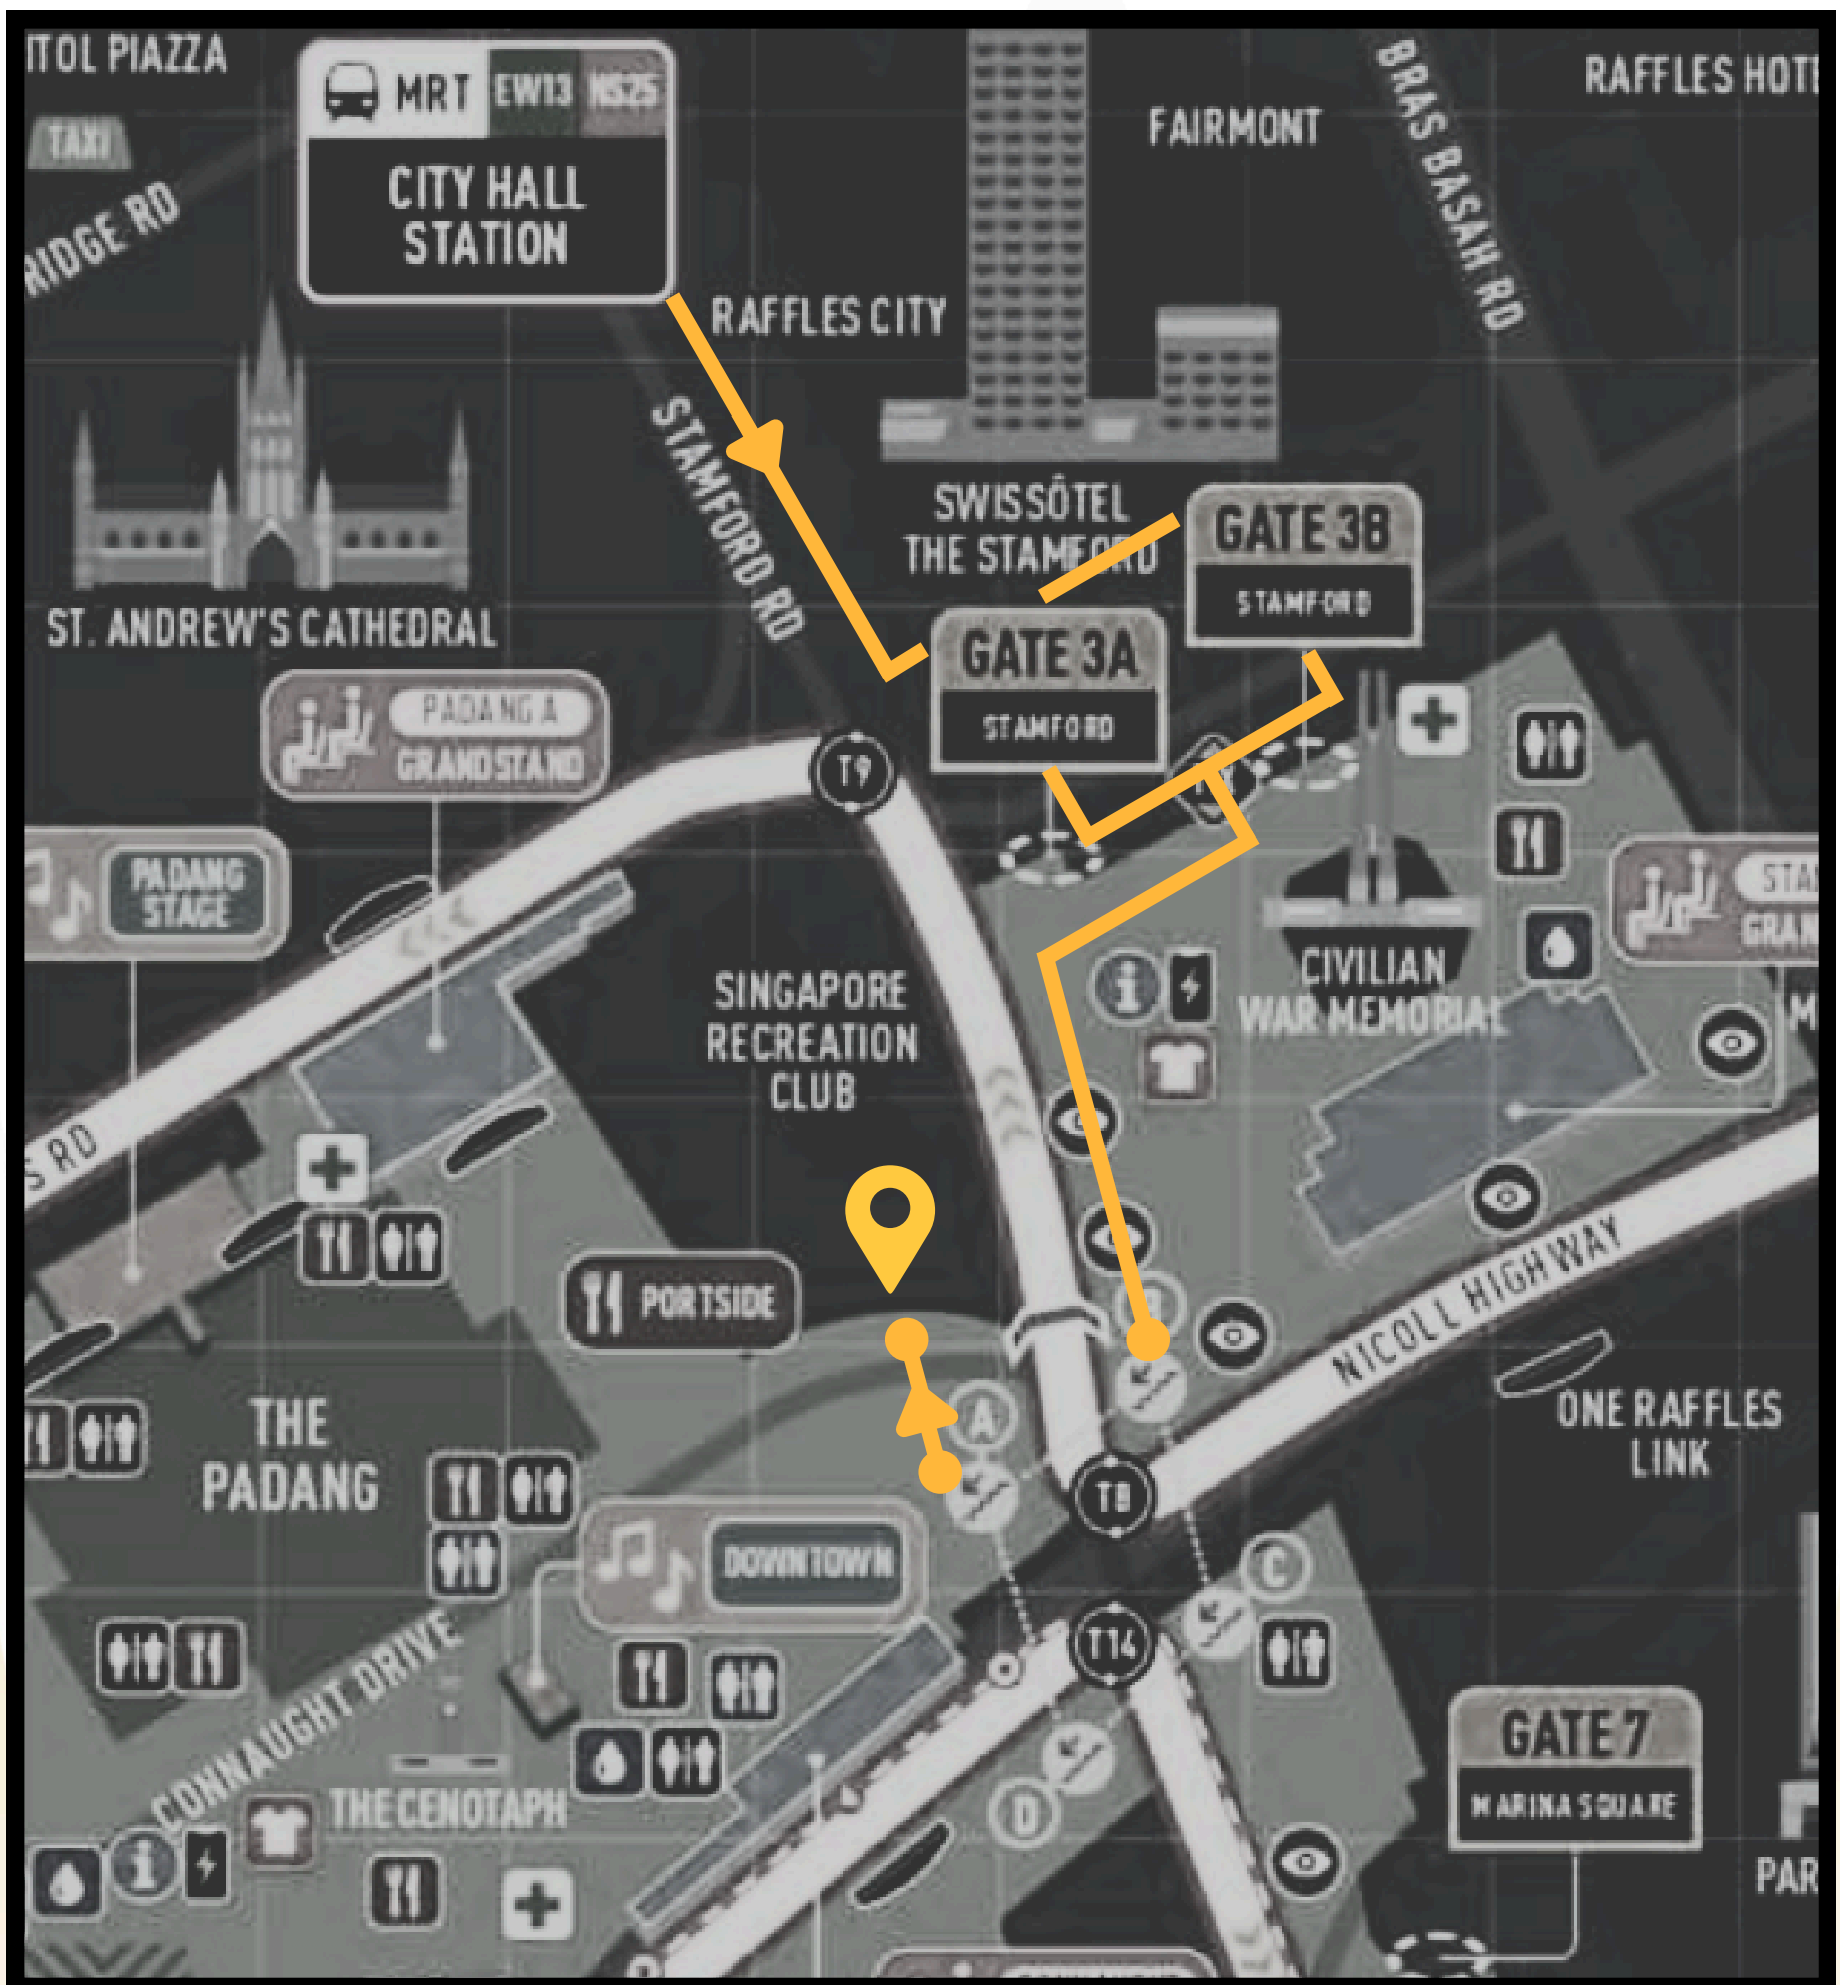 ITOL PIAZZA
TAXI
RIDGE RD
MRT EW13 NS25
CITY HALL
STATION
FAIRMONT
BRAS BASAH RD
RAFFLES HOTE
RAFFLES CITY
STAMFORD RD
SWISSÔTEL
THE STAMFORD
GATE 3B
STAMFORD
GATE 3A
STAMFORD
ST. ANDREW'S CATHEDRAL
PADANG A
GRANDSTAND
T9
PADANG
STAGE
S RD
SINGAPORE
RECREATION
CLUB
CIVILIAN
WAR MEMORIAL
i
STA
GRAN
M
PORTSIDE
NICOLL HIGHWAY
ONE RAFFLES
LINK
THE
PADANG
A
T8
DOWNTOWN
C
T14
CONNAUGHT DRIVE
THE CENOTAPH
D
i
GATE 7
MARINA SQUARE
PAR